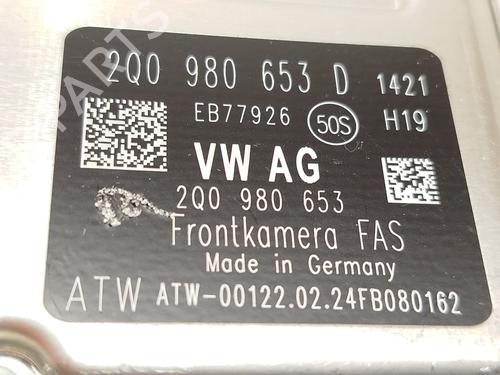 2Q0 980 653 D 1421
EB77926 50S H19
VW AG
2Q0 980 653
Frontkamera FAS
Made in Germany
ATW ATW-00122.02.24FB080162